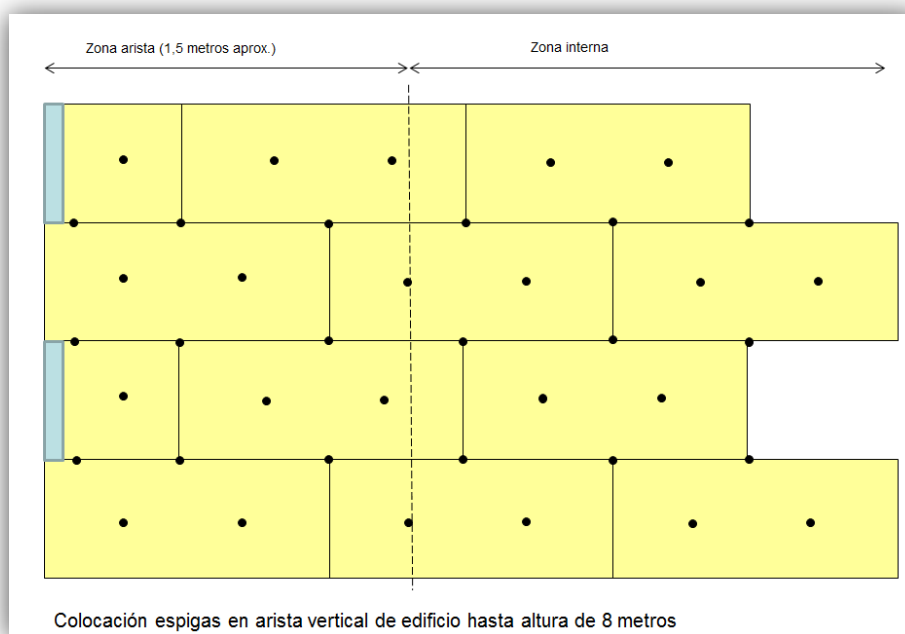 Zona arista (1,5 metros aprox.)
Zona interna
Colocación espigas en arista vertical de edificio hasta altura de 8 metros